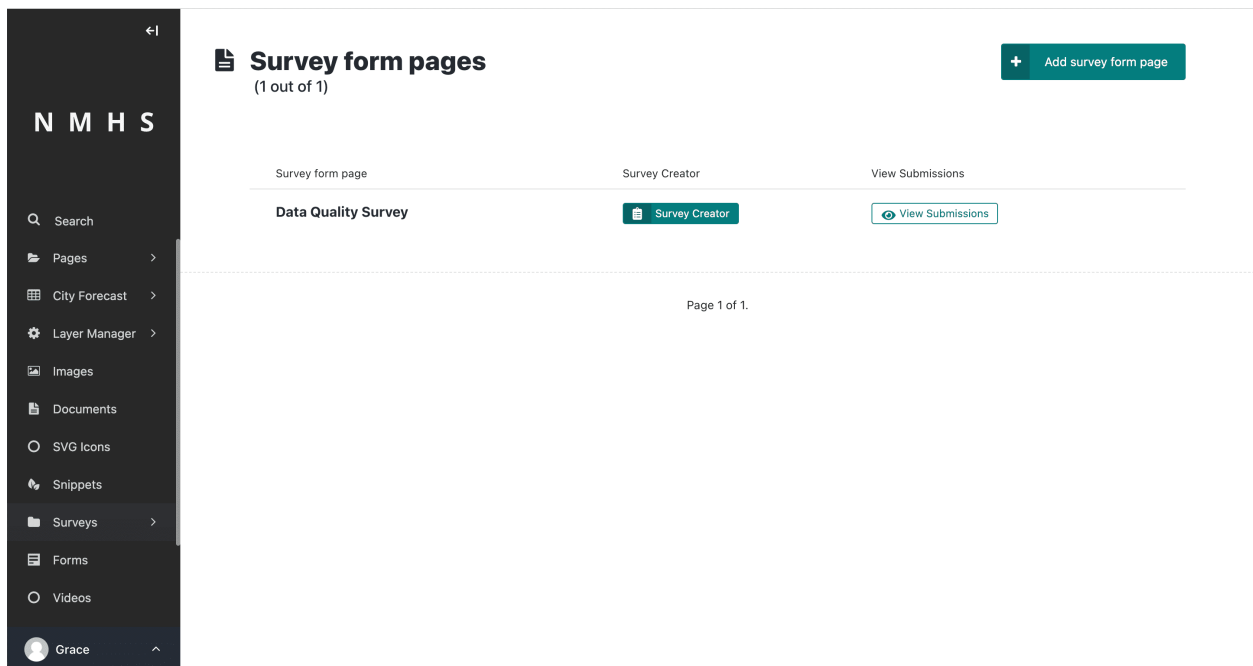 N M H S
Search
Pages
City Forecast
Layer Manager
Images
Documents
SVG Icons
Snippets
Surveys
Forms
Videos
Grace
Survey form pages
(1 out of 1)
Add survey form page
Survey form page Survey Creator View Submissions
Data Quality Survey Survey Creator View Submissions
Page 1 of 1.